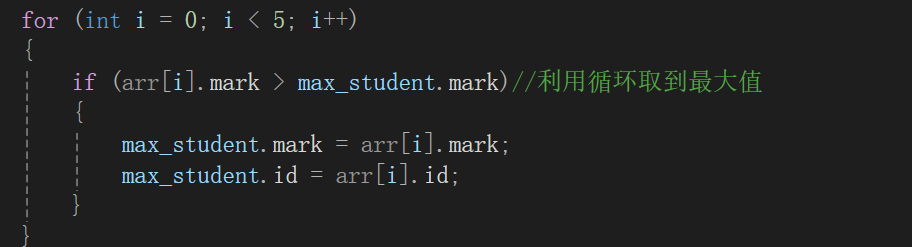 for (int i = 0; i < 5; i++)
{
if (arr[i].mark > max_student.mark)//利用循环取到最大值
{
max_student.mark = arr[i].mark;
max_student.id = arr[i].id;
}
}